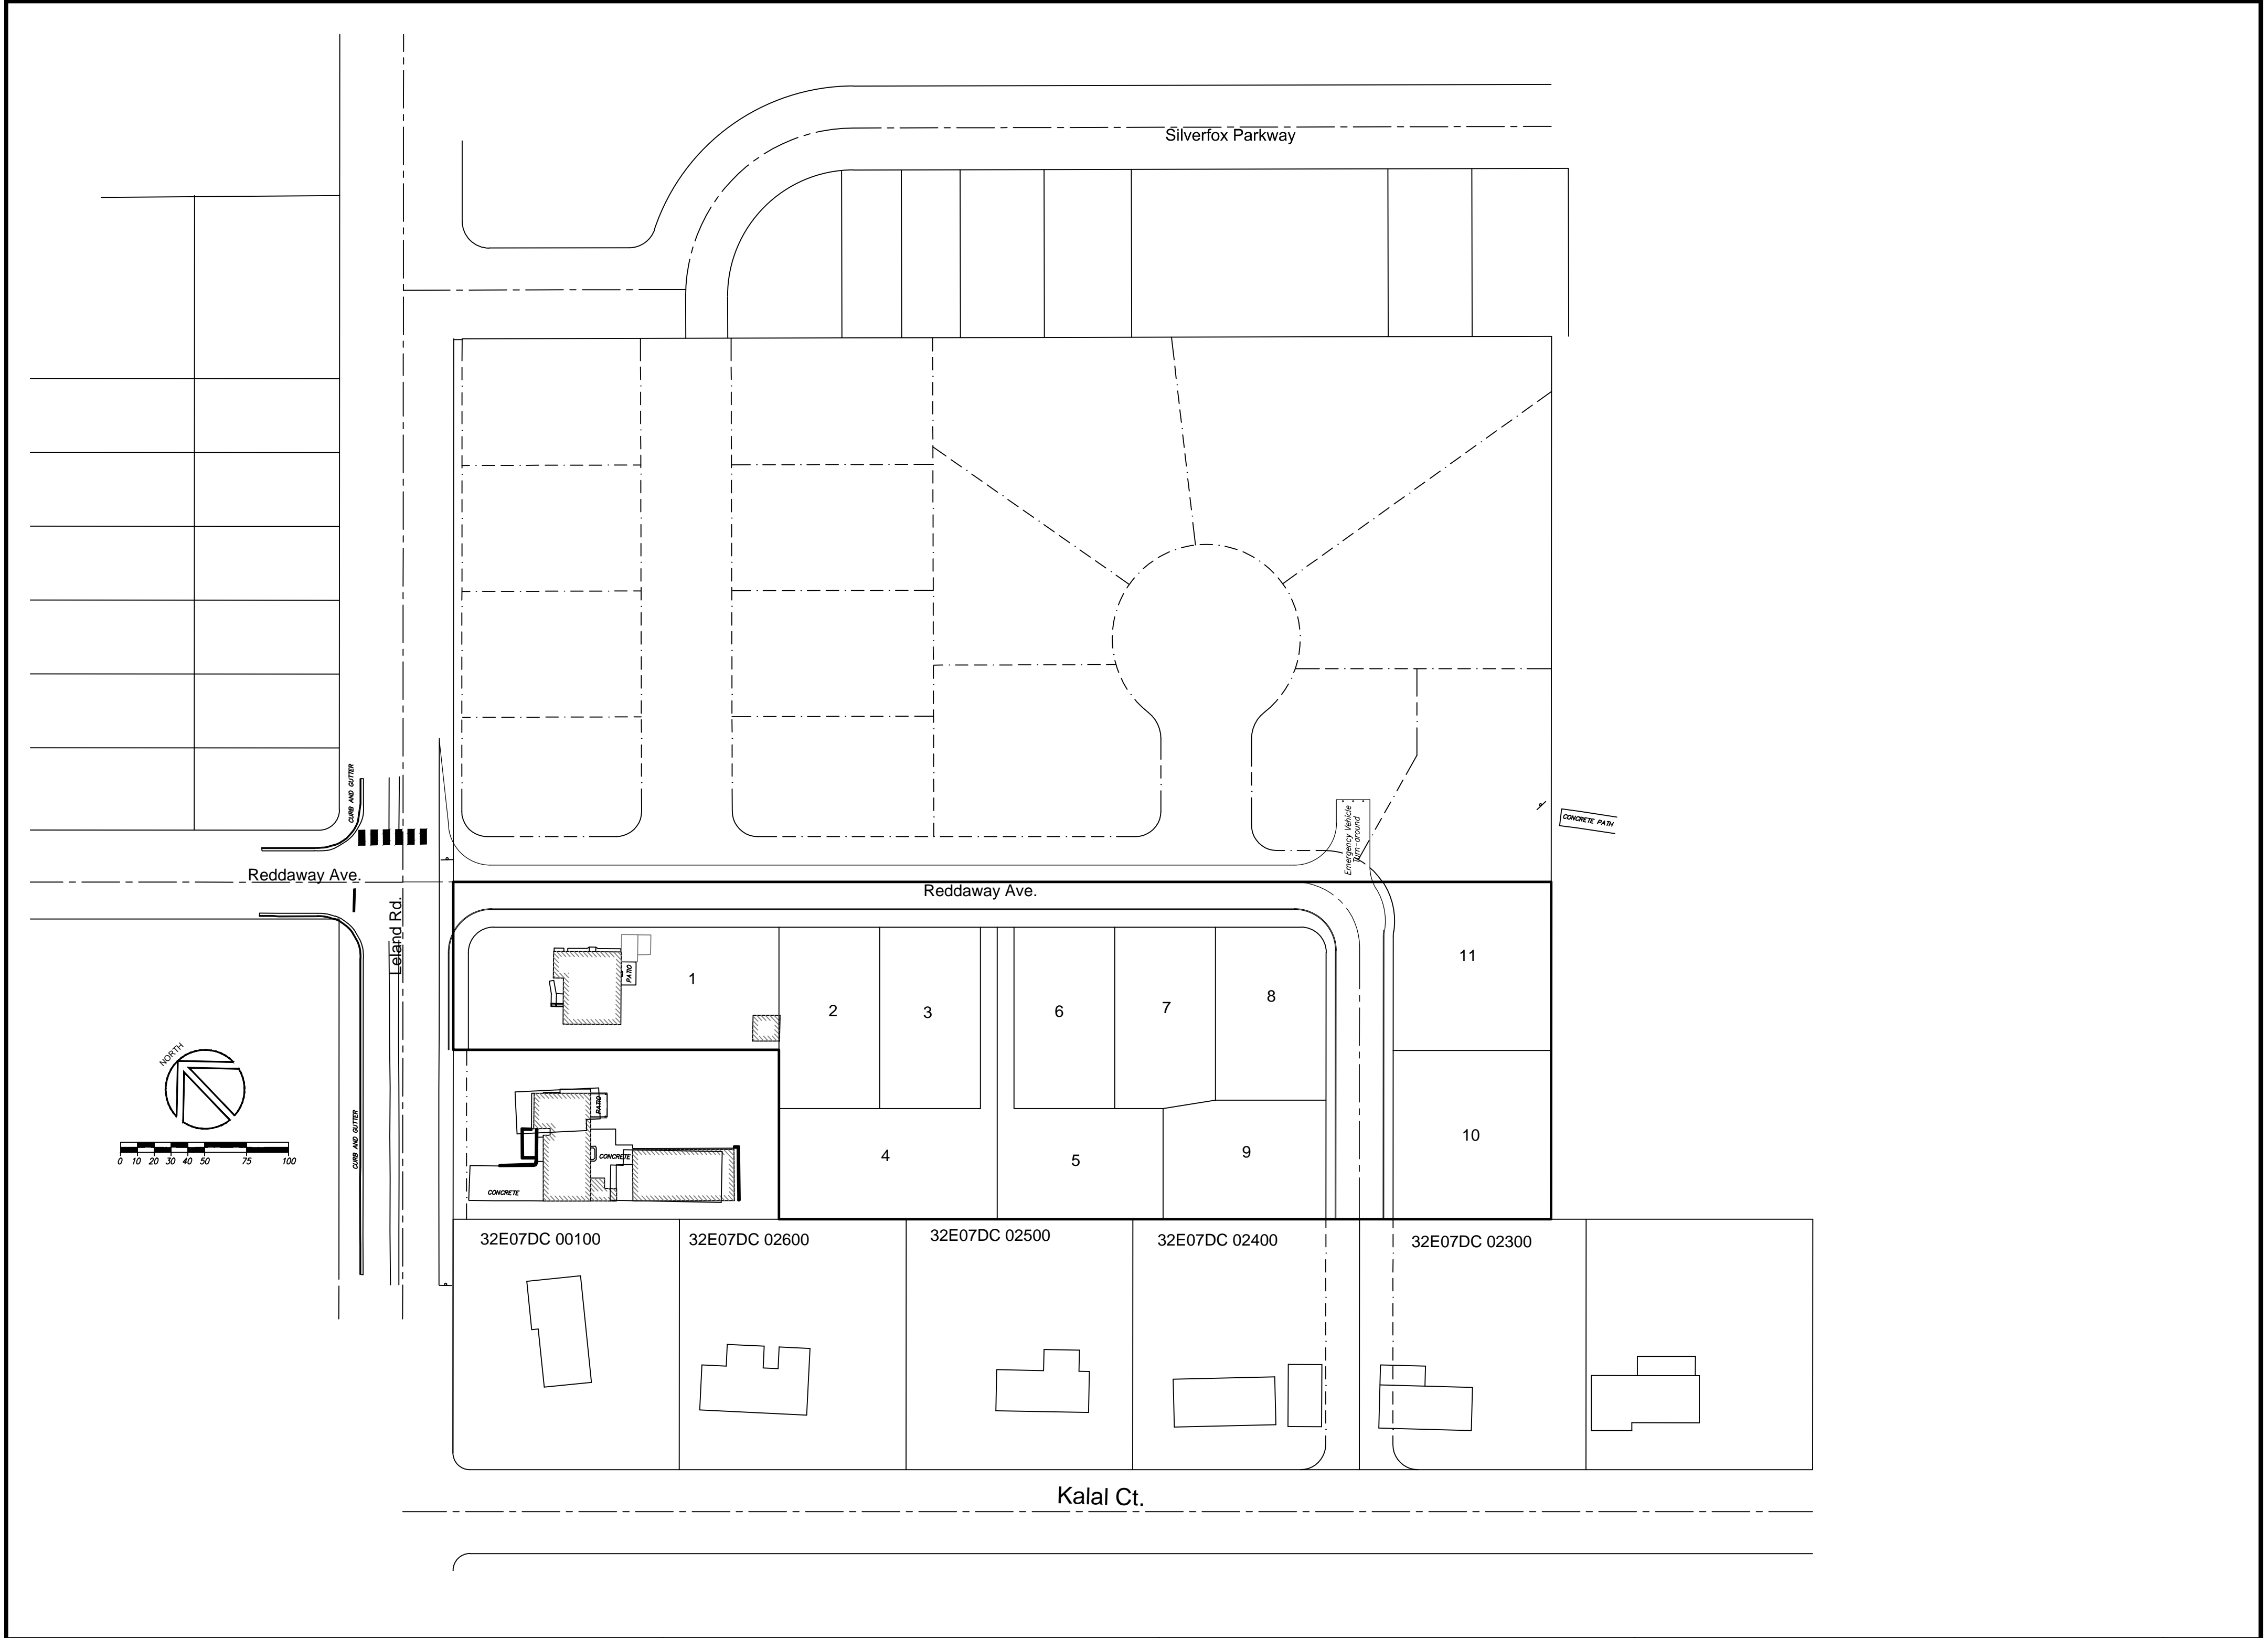 Silverfox Parkway
CURB AND GUTTER
Emergency Vehicle
Turn-around
CONCRETE PATH
Reddaway Ave.
Reddaway Ave.
Leland Rd.
PATIO
1
2
3
6
7
8
11
NORTH
0 10 20 30 40 50 75 100
CURB AND GUTTER
PATIO
CONCRETE
CONCRETE
4
5
9
10
32E07DC 00100
32E07DC 02600
32E07DC 02500
32E07DC 02400
32E07DC 02300
Kalal Ct.